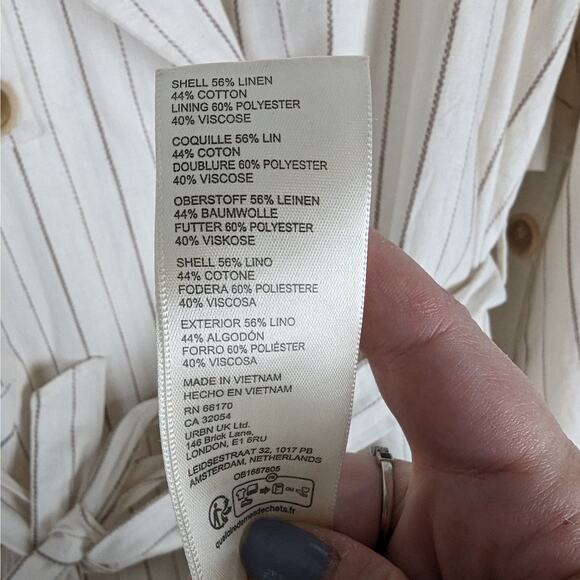 SHELL 56% LINEN
44% COTTON
LINING 60% POLYESTER
40% VISCOSE
COQUILLE 56% LIN
44% COTON
DOUBLURE 60% POLYESTER
40% VISCOSE
OBERSTOFF 56% LEINEN
44% BAUMWOLLE
FUTTER 60% POLYESTER
40% VISKOSE
SHELL 56% LINO
44% COTONE
FODERA 60% POLIESTERE
40% VISCOSA
EXTERIOR 56% LINO
44% ALGODÓN
FORRO 60% POLIÉSTER
40% VISCOSA
MADE IN VIETNAM
HECHO EN VIETNAM
RN 66170
CA 32054
URBN UK Ltd.
146 Brick Lane,
LONDON, E1 6RU
LEIDSESTRAAT 32, 1017 PB
AMSTERDAM, NETHERLANDS
OB1687805
FR
OU
quefairedemesdechets.fr